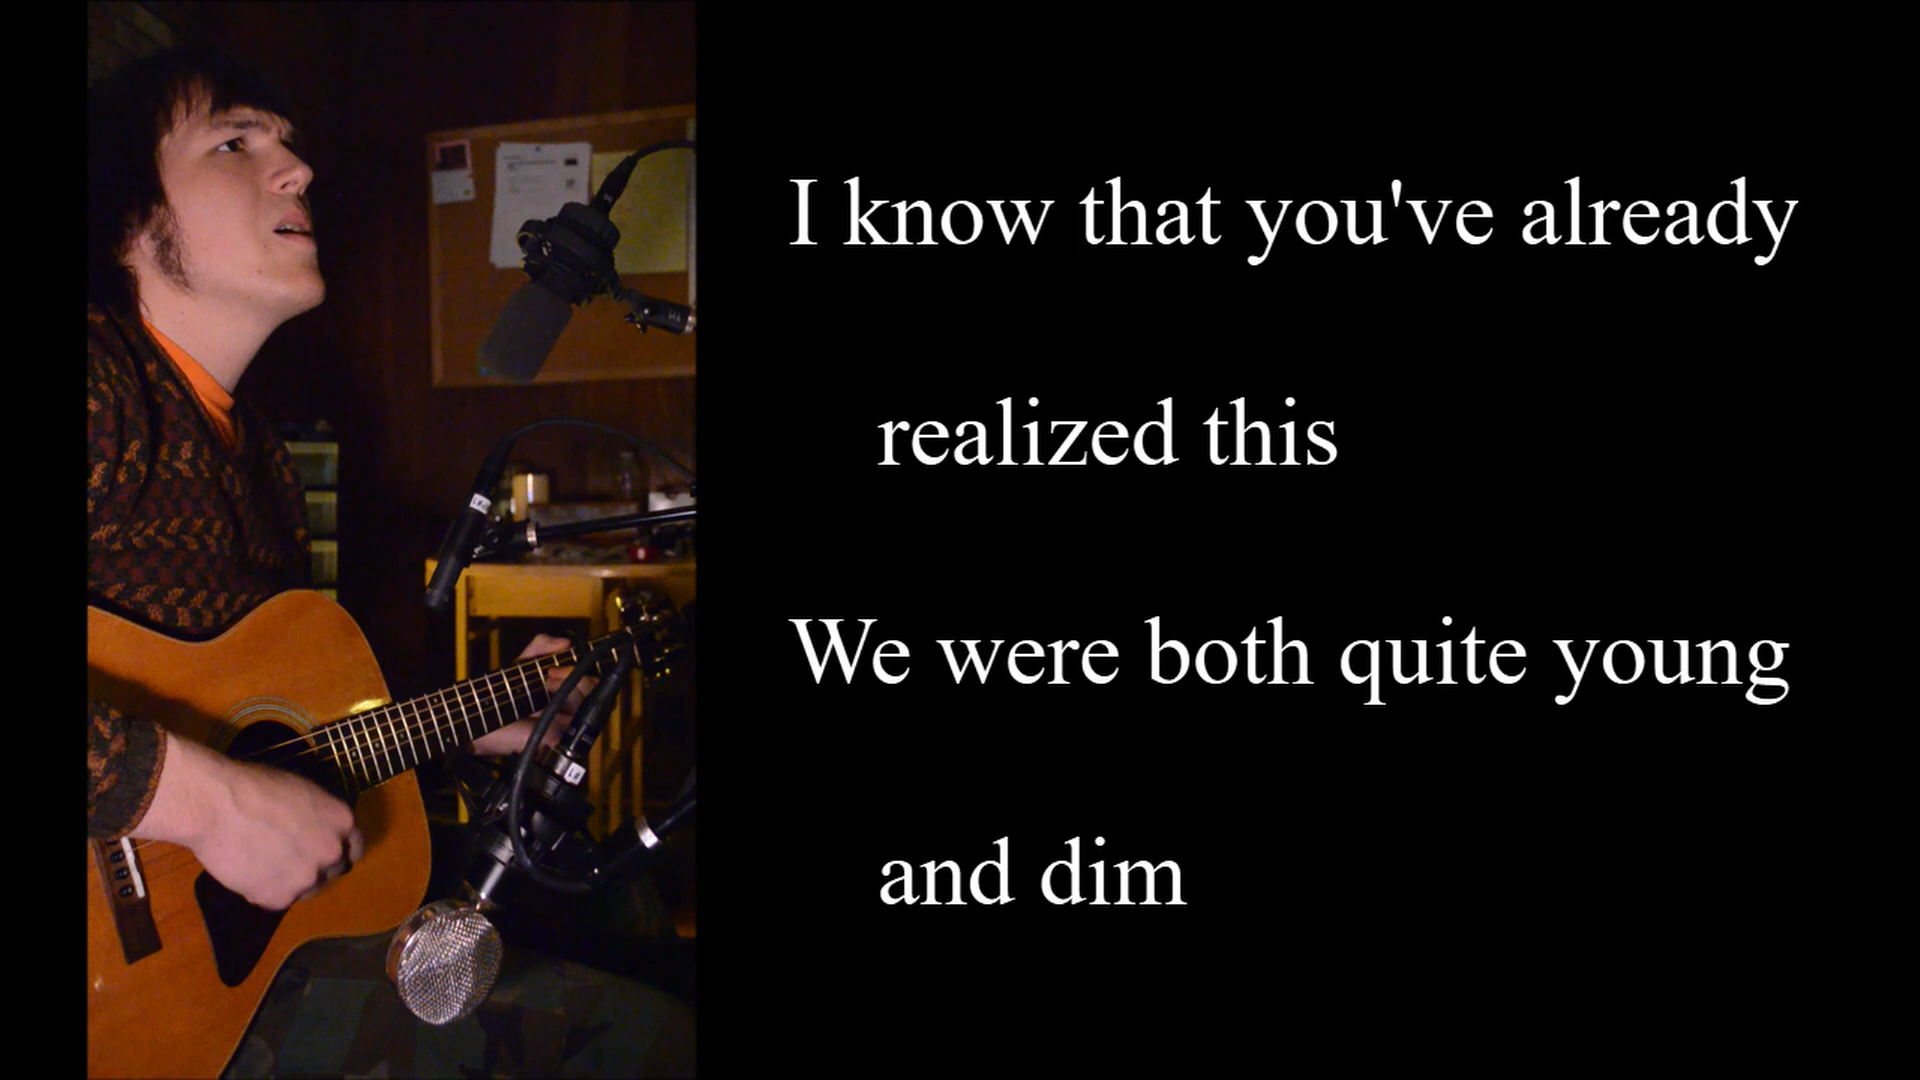 I know that you've already
realized this
We were both quite young
and dim